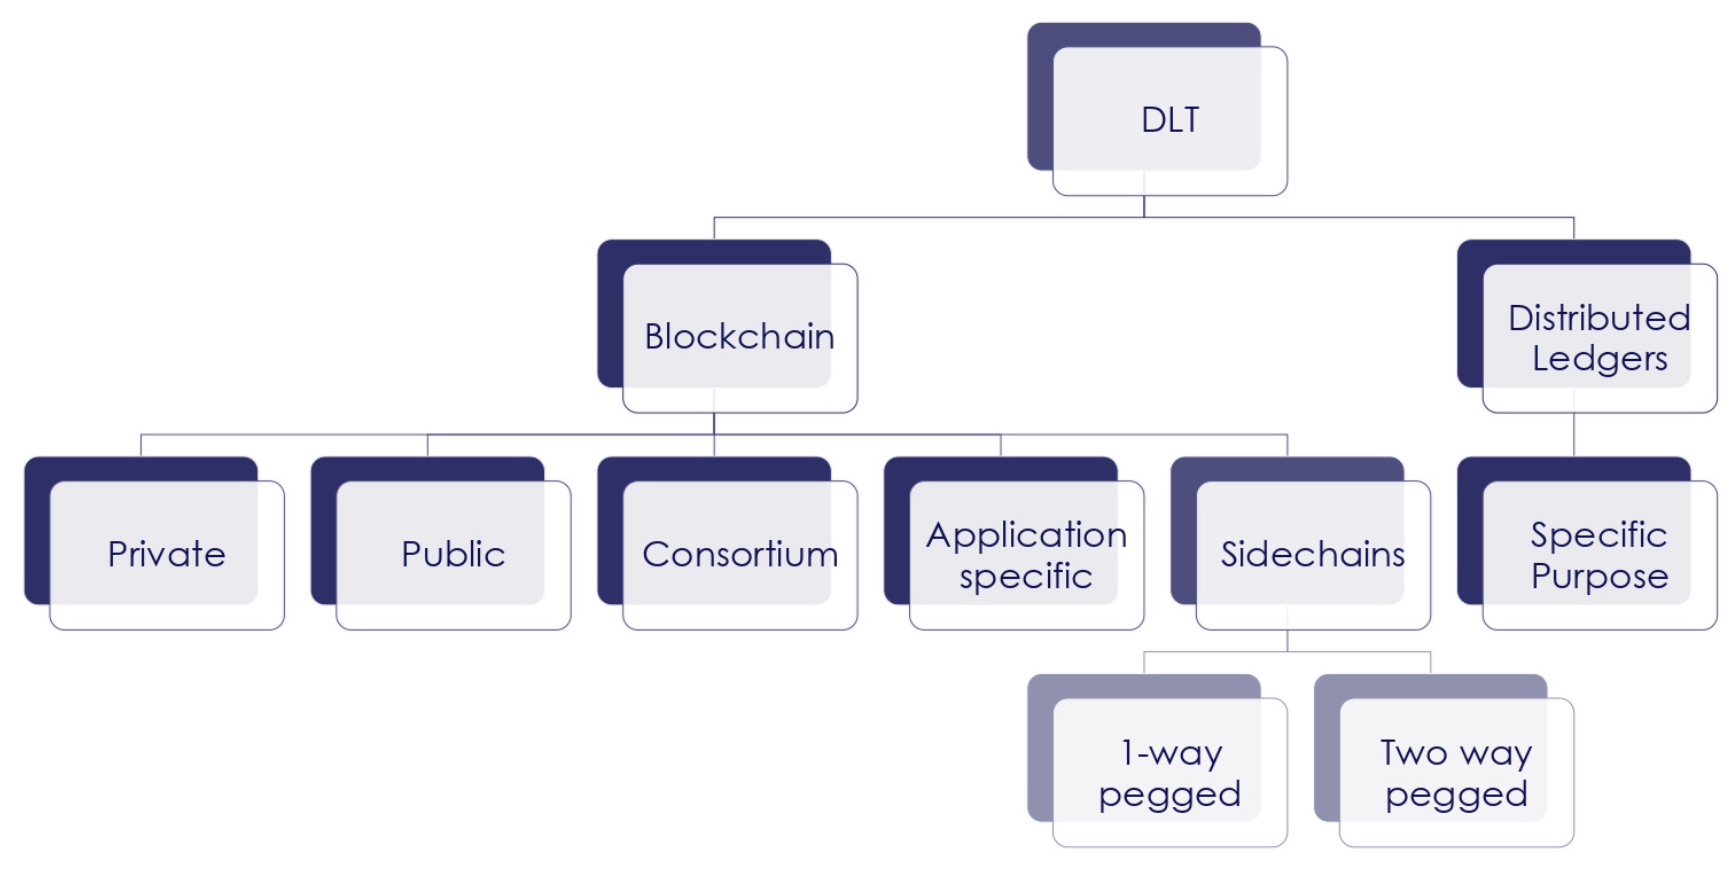 DLT
Blockchain
Distributed
Ledgers
Private
Public
Consortium
Application
specific
Sidechains
Specific
Purpose
1-way
pegged
Two way
pegged